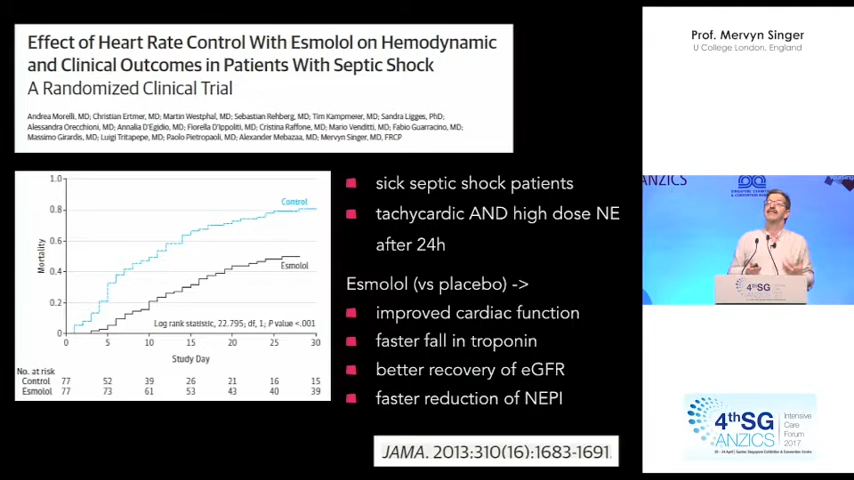 Effect of Heart Rate Control With Esmolol on Hemodynamic
and Clinical Outcomes in Patients With Septic Shock
A Randomized Clinical Trial
Andrea Morelli, MD; Christian Ertmer, MD; Martin Westphal, MD; Sebastian Rehberg, MD; Tim Kampmeier, MD; Sandra Ligges, PhD;
Alessandra Orecchioni, MD; Annalia D'Egidio, MD; Fiorella D'Ippoliti, MD; Cristina Raffone, MD; Mario Venditti, MD; Fabio Guarracino, MD;
Massimo Girardis, MD; Luigi Tritapepe, MD; Paolo Pietropaoli, MD; Alexander Mebazaa, MD; Mervyn Singer, MD, FRCP
1.0
0.8
0.6
0.4
0.2
0
Mortality
Control
Esmolol
Log rank statistic, 22.795; df, 1; P value <.001
0 5 10 15 20 25 30
Study Day
No. at risk
Control 77 52 39 26 21 16 15
Esmolol 77 73 61 53 43 40 39
sick septic shock patients
tachycardic AND high dose NE
after 24h
Esmolol (vs placebo) ->
improved cardiac function
faster fall in troponin
better recovery of eGFR
faster reduction of NEPI
JAMA. 2013;310(16):1683-1691
Prof. Mervyn Singer
U College London, England
ANZICS
4thSG
4thSG
ANZICS
Intensive
Care
Forum
2017